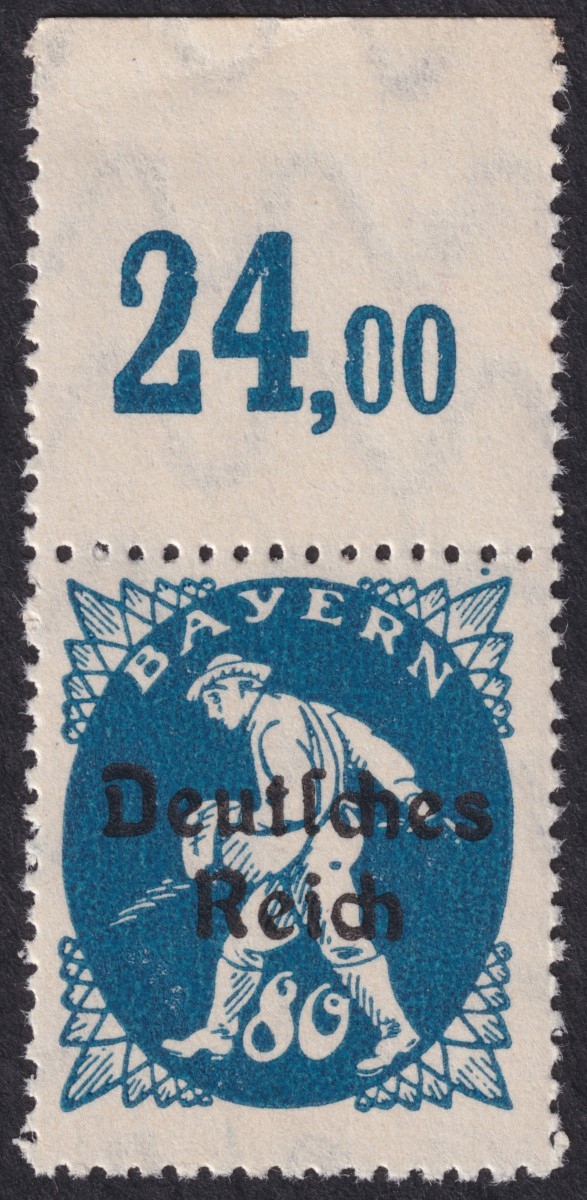 24,00
BAYERN
Deutſches
Reich
80